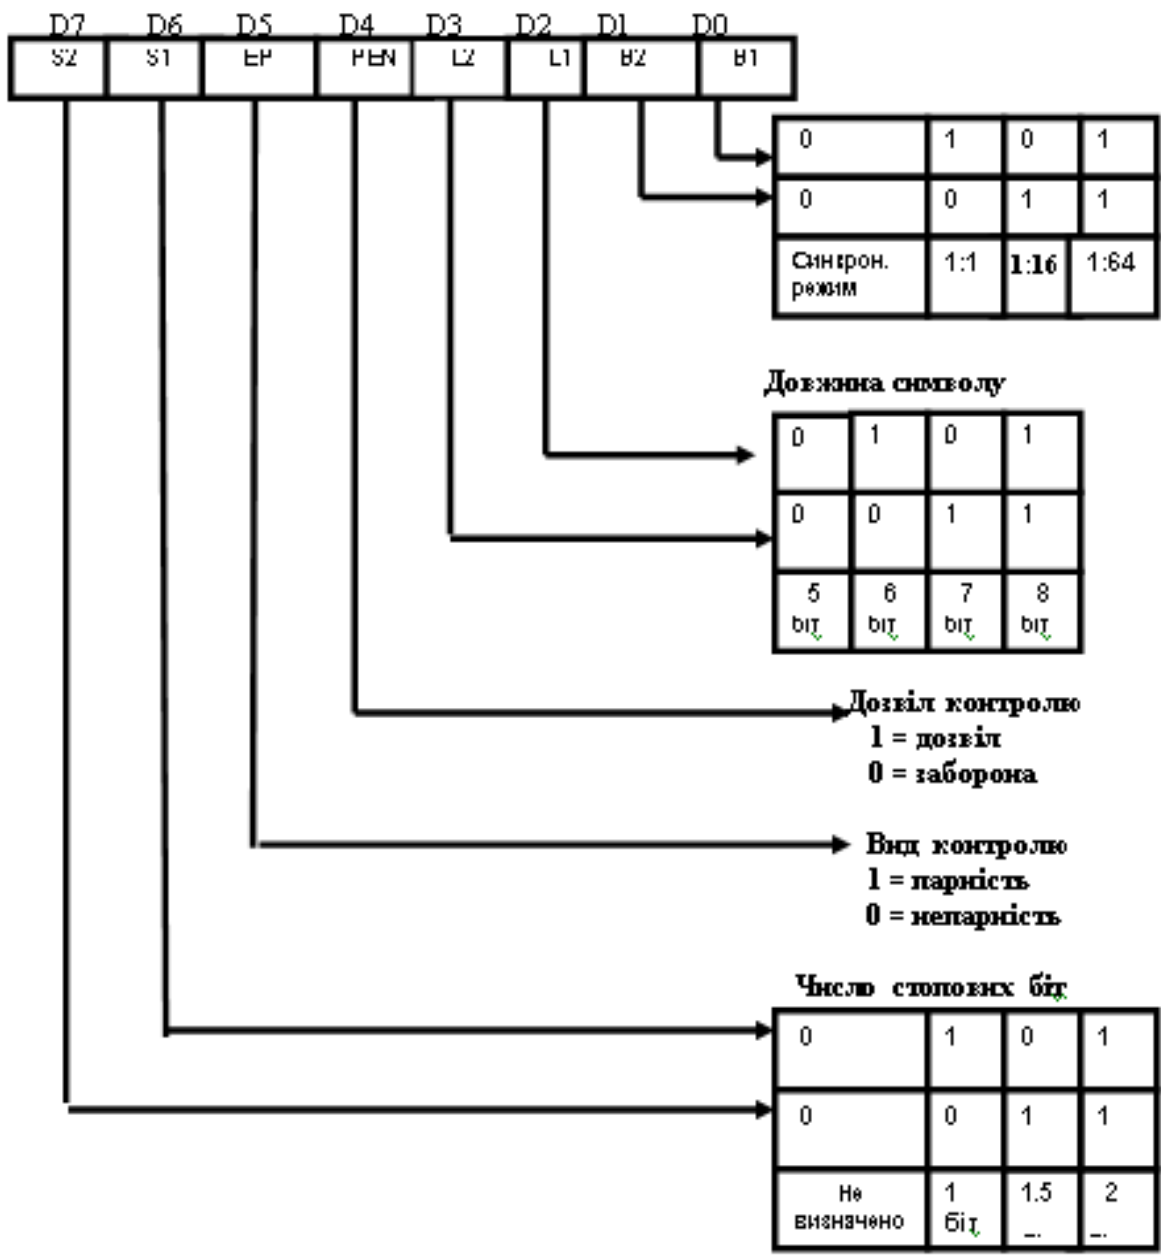 D7 D6 D5 D4 D3 D2 D1 D0
S2 S1 EP PEN L2 L1 B2 B1
0 1 0 1
0 0 1 1
Синхрон. режим 1:1 1:16 1:64
Довжина символу
0 1 0 1
0 0 1 1
5 біт 6 біт 7 біт 8 біт
Дозвіл контролю
1 = дозвіл
0 = заборона
Вид контролю
1 = парність
0 = непарність
Число стопових біт
0 1 0 1
0 0 1 1
Не визначено 1 біт 1.5 2